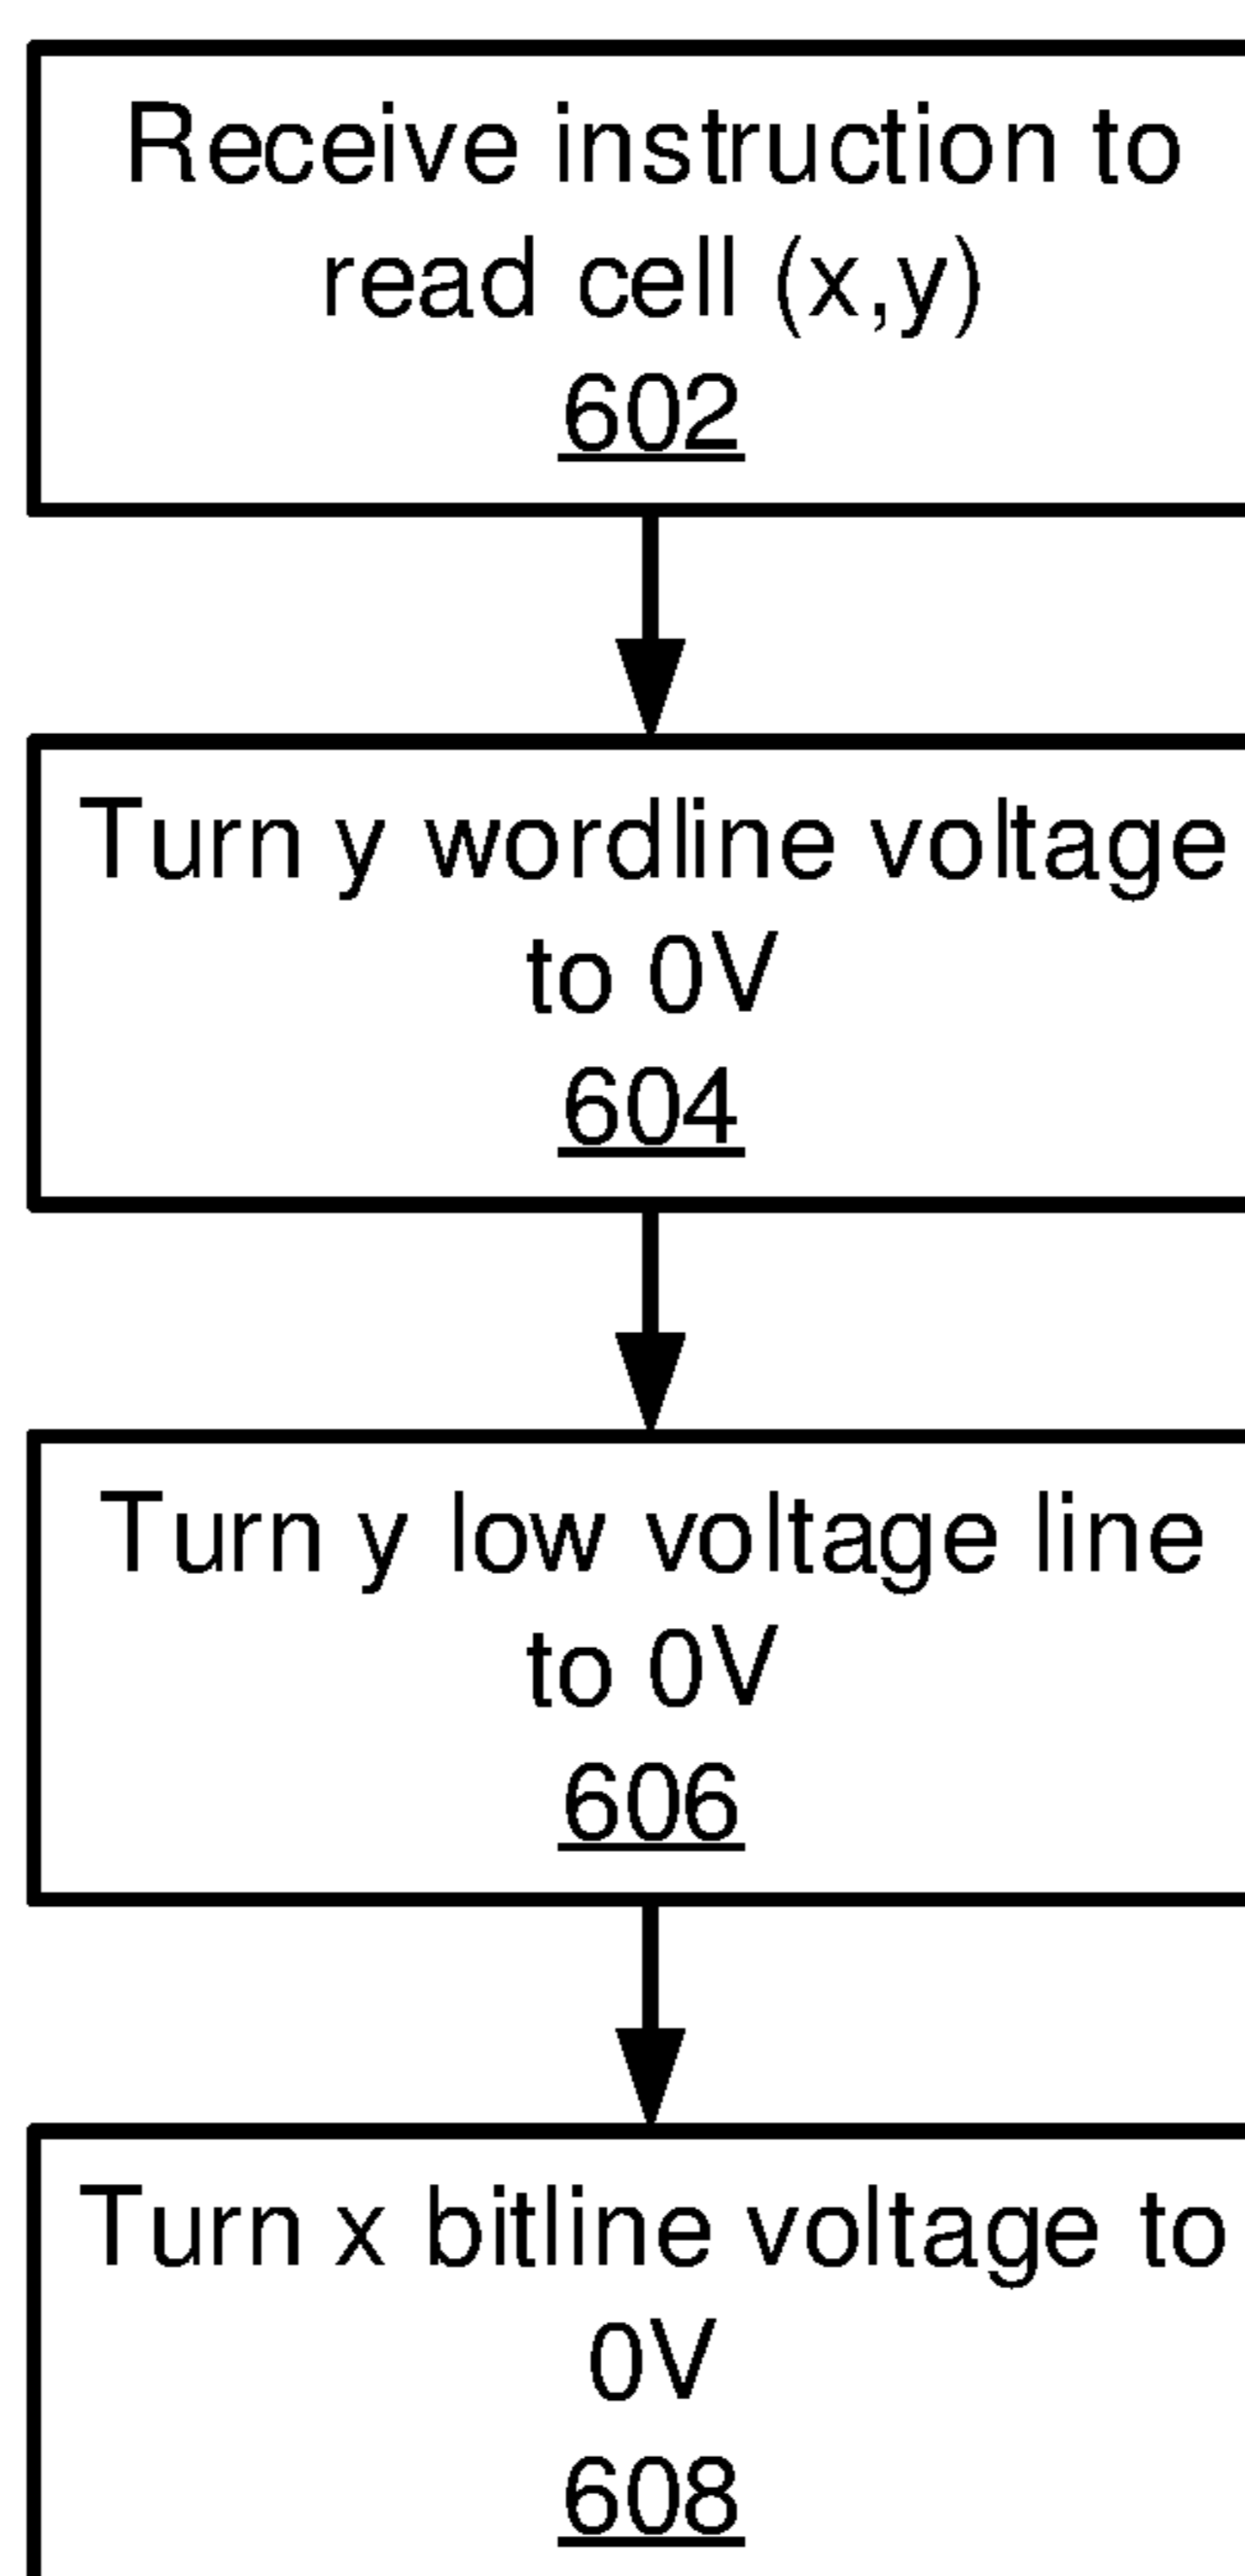 Receive instruction to
read cell (x,y)
602
Turn y wordline voltage
to 0V
604
Turn y low voltage line
to 0V
606
Turn x bitline voltage to
0V
608